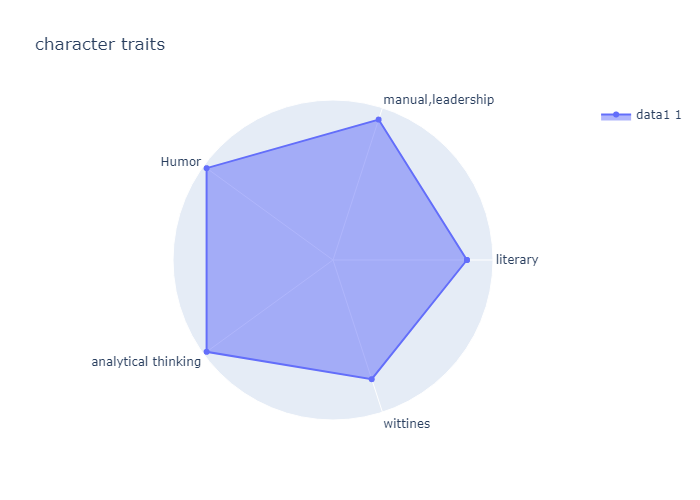 character traits
manual,leadership
data1 1
Humor
literary
analytical thinking
wittines